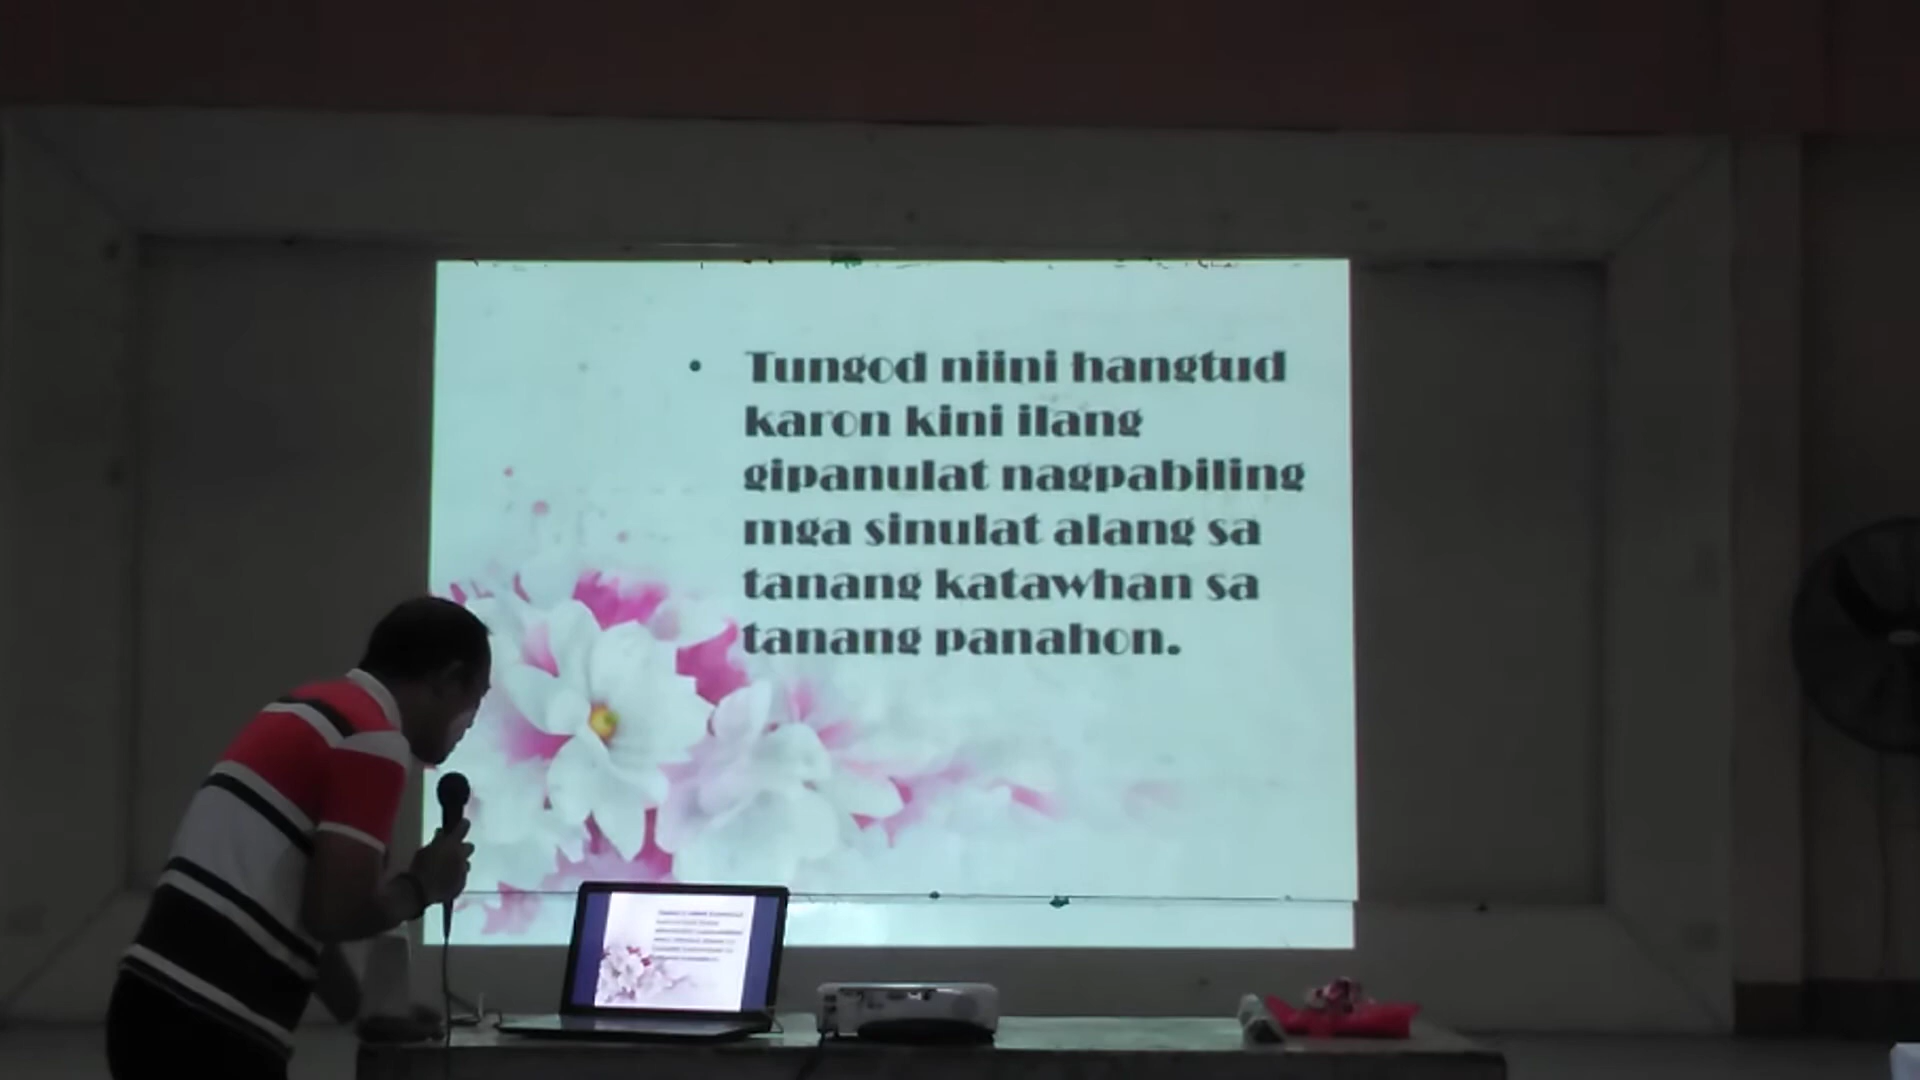 • Tungod niini hangtud
karon kini ilang
gipanulat nagpabiling
mga sinulat alang sa
tanang katawhan sa
tanang panahon.